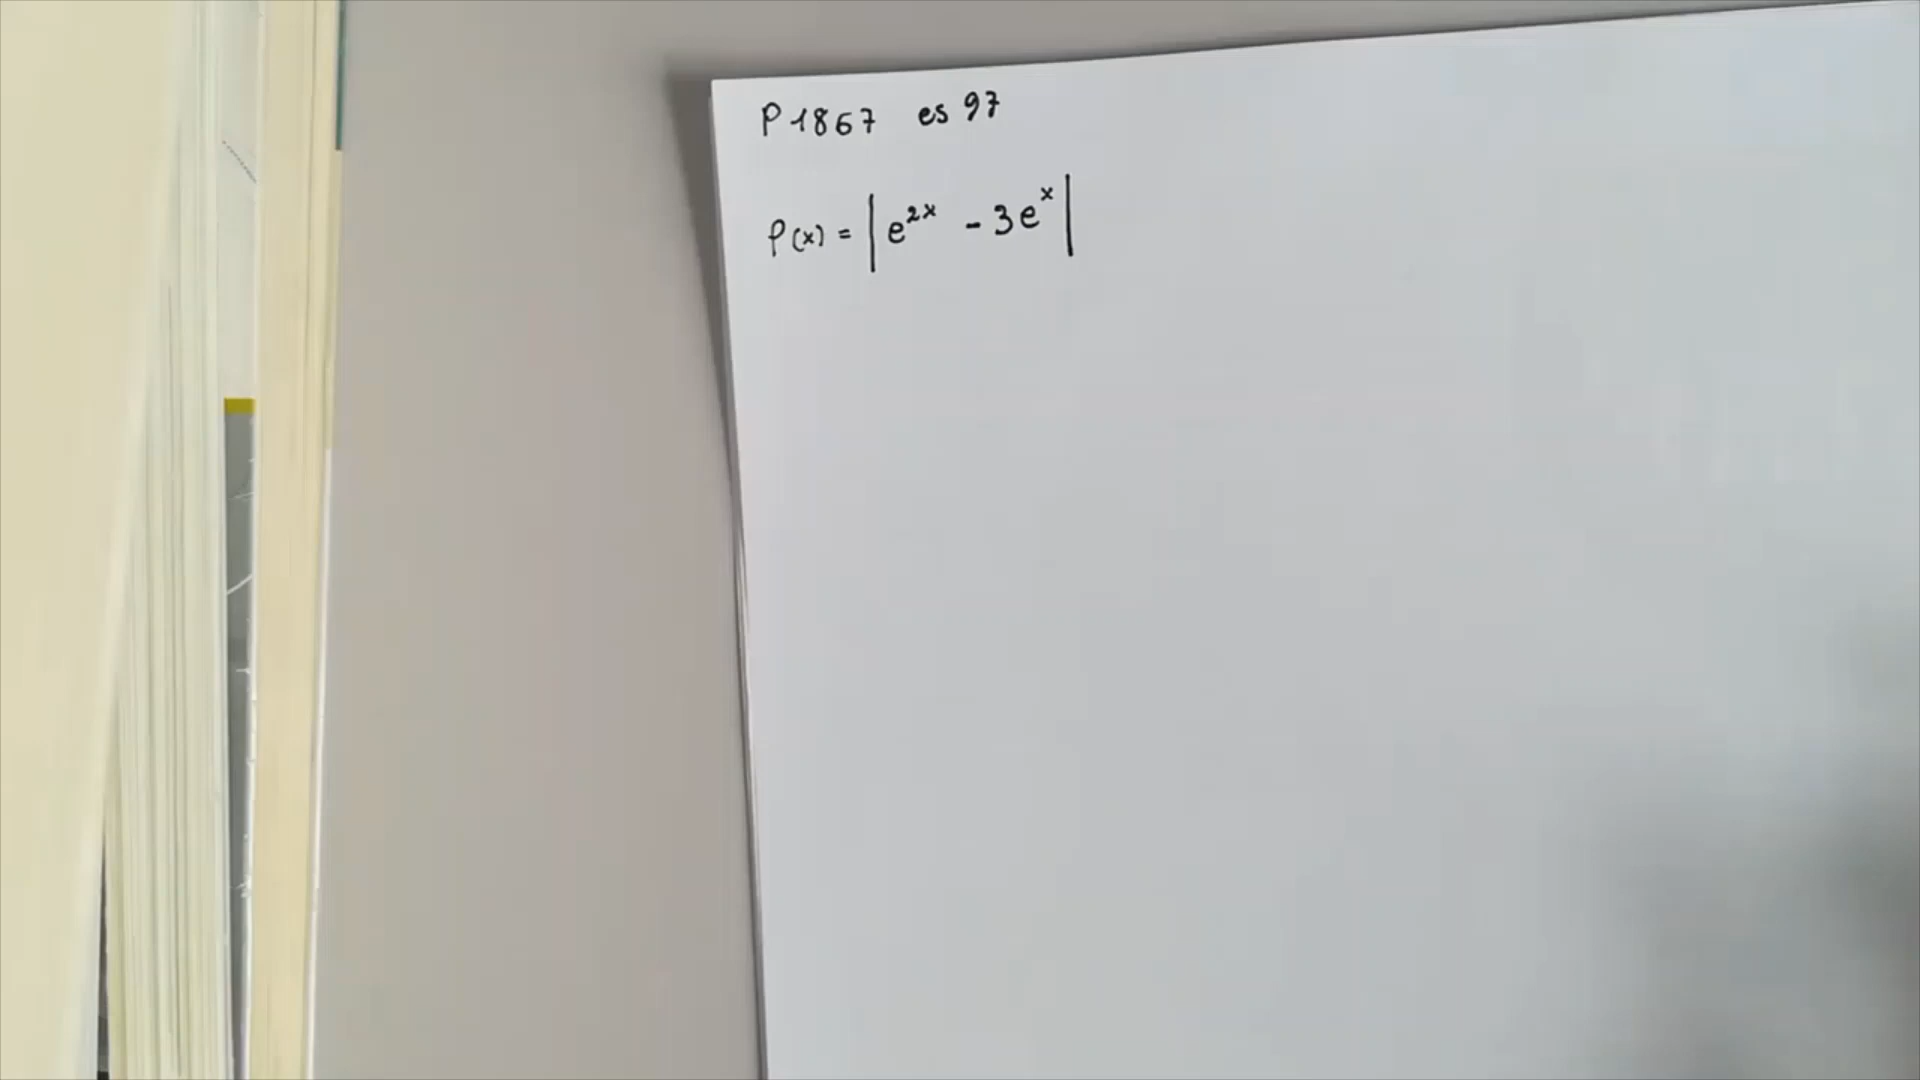 P 1867 es 97
f(x) = |e^{2x} - 3e^x|